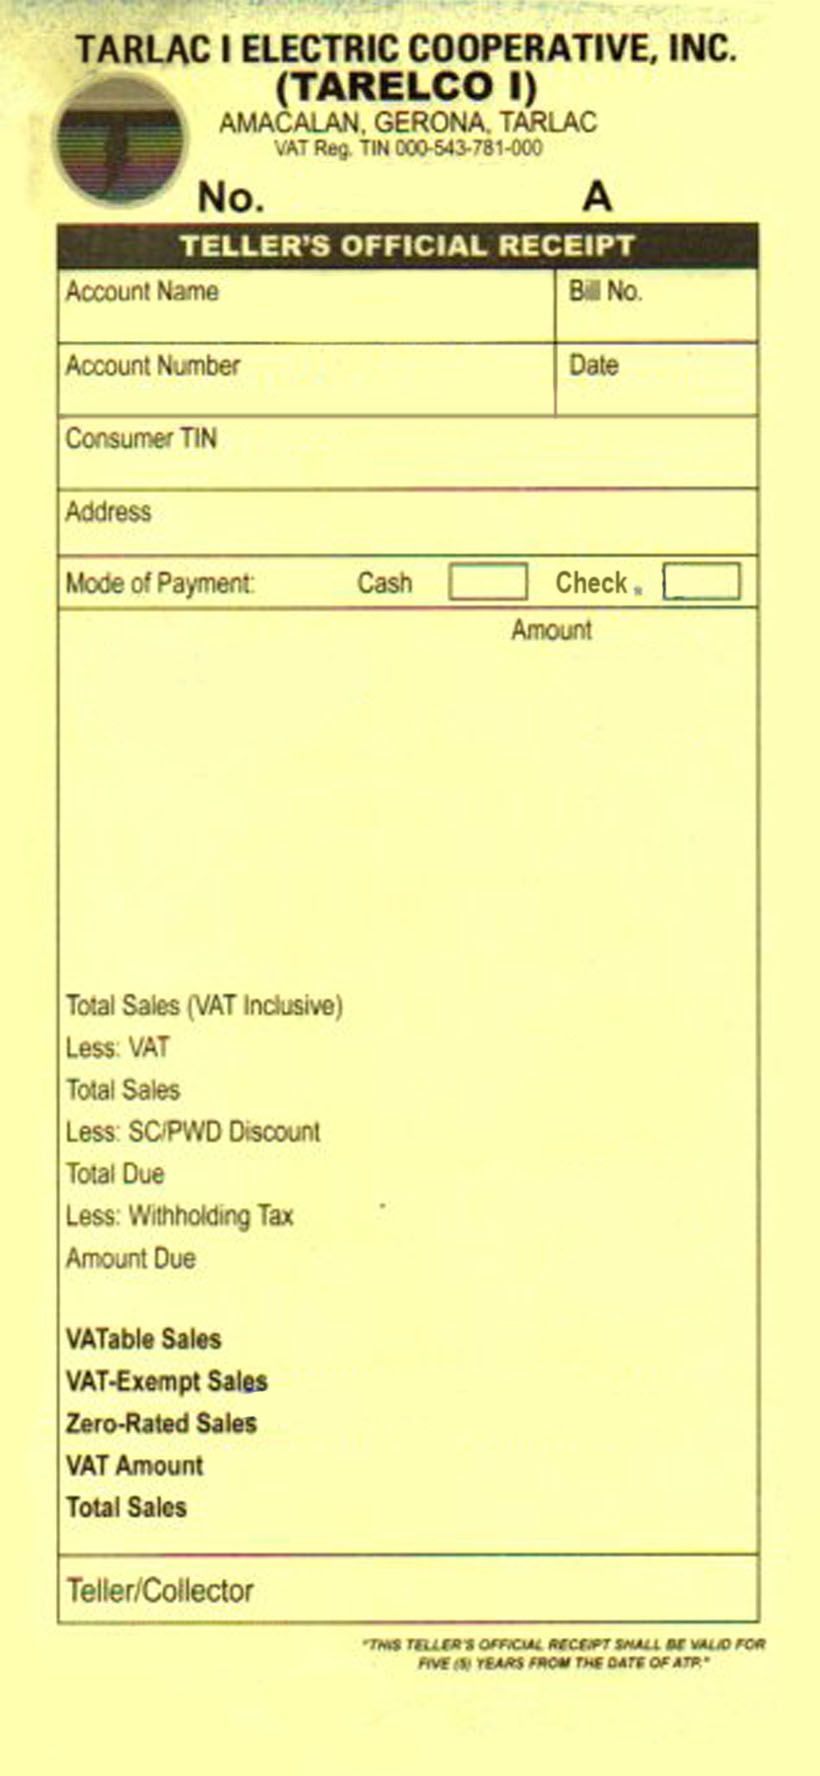 TARLAC I ELECTRIC COOPERATIVE, INC.
(TARELCO I)
AMACALAN, GERONA, TARLAC
VAT Reg. TIN 000-543-781-000
No. A
TELLER'S OFFICIAL RECEIPT
Account Name Bill No.
Account Number Date
Consumer TIN
Address
Mode of Payment: Cash Check
Amount
Total Sales (VAT Inclusive)
Less: VAT
Total Sales
Less: SC/PWD Discount
Total Due
Less: Withholding Tax
Amount Due
VATable Sales
VAT-Exempt Sales
Zero-Rated Sales
VAT Amount
Total Sales
Teller/Collector
"THIS TELLER'S OFFICIAL RECEIPT SHALL BE VALID FOR
FIVE (5) YEARS FROM THE DATE OF ATP."